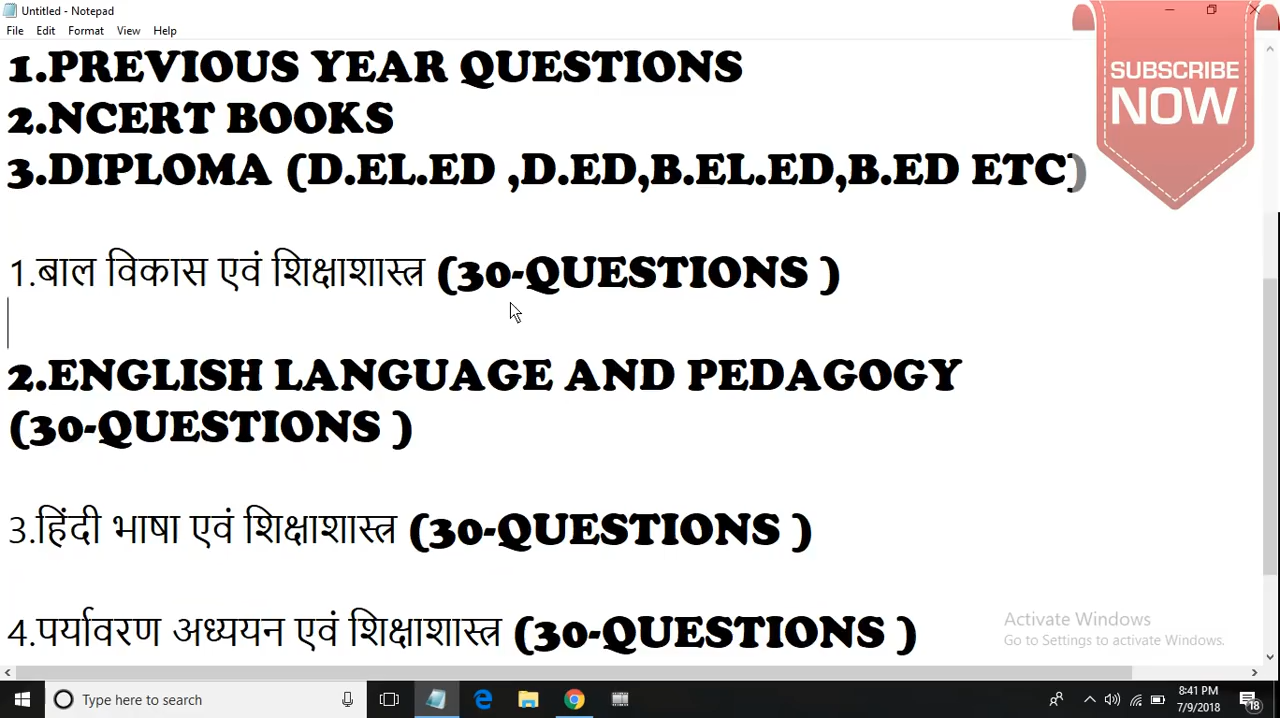 Untitled - Notepad
File Edit Format View Help
1.PREVIOUS YEAR QUESTIONS
2.NCERT BOOKS
3.DIPLOMA (D.EL.ED ,D.ED,B.EL.ED,B.ED ETC)
SUBSCRIBE
NOW
1.बाल विकास एवं शिक्षाशास्त्र (30-QUESTIONS )
2.ENGLISH LANGUAGE AND PEDAGOGY
(30-QUESTIONS )
3.हिंदी भाषा एवं शिक्षाशास्त्र (30-QUESTIONS )
4.पर्यावरण अध्ययन एवं शिक्षाशास्त्र (30-QUESTIONS )
Activate Windows
Go to Settings to activate Windows.
Type here to search
8:41 PM
7/9/2018
18